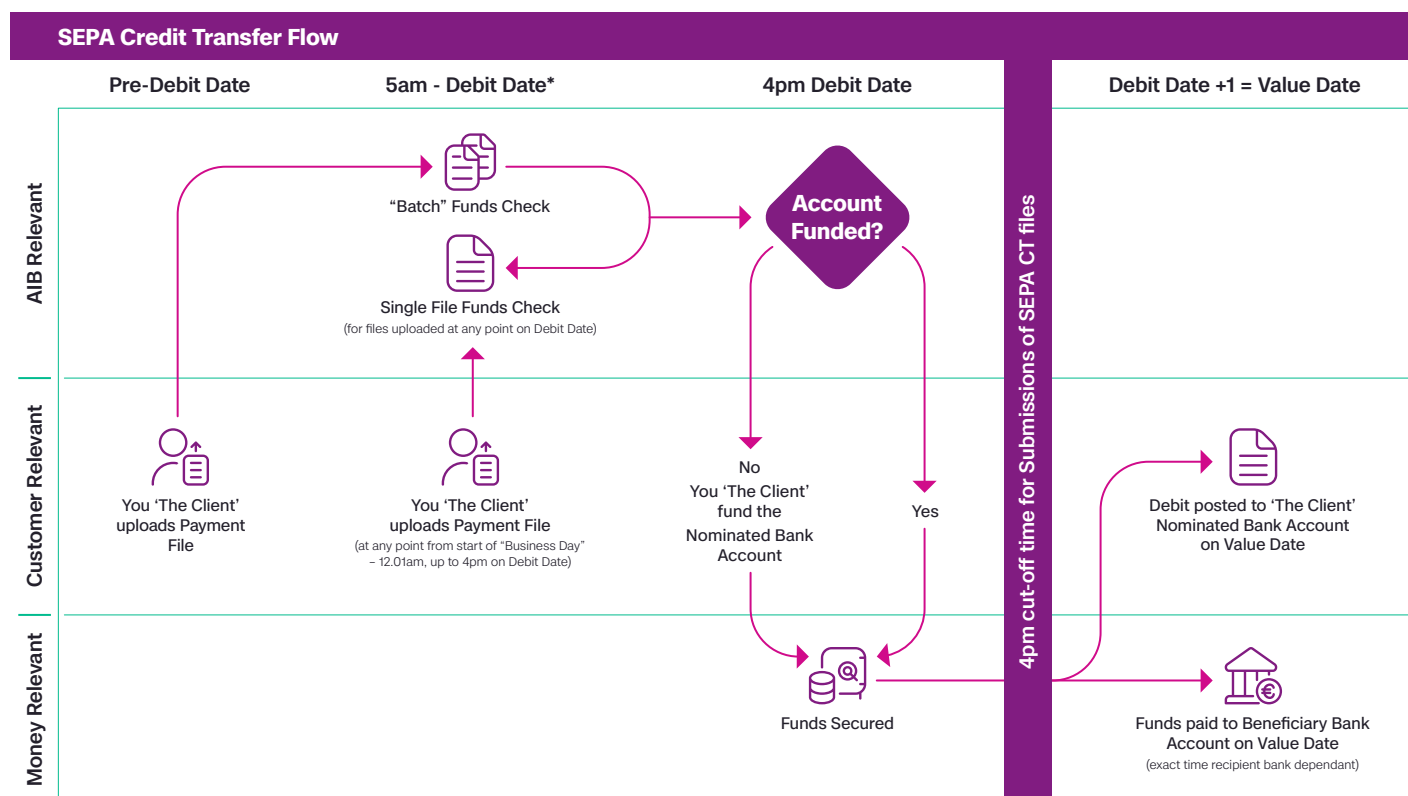 SEPA Credit Transfer Flow
Pre-Debit Date
5am - Debit Date*
4pm Debit Date
Debit Date +1 = Value Date
AIB Relevant
“Batch” Funds Check
Single File Funds Check
(for files uploaded at any point on Debit Date)
Account
Funded?
4pm cut-off time for Submissions of SEPA CT files
Customer Relevant
You ‘The Client’
uploads Payment
File
You ‘The Client’
uploads Payment File
(at any point from start of “Business Day”
– 12.01am, up to 4pm on Debit Date)
No
You ‘The Client’
fund the
Nominated Bank
Account
Yes
Debit posted to ‘The Client’
Nominated Bank Account
on Value Date
Money Relevant
Funds Secured
Funds paid to Beneficiary Bank
Account on Value Date
(exact time recipient bank dependant)